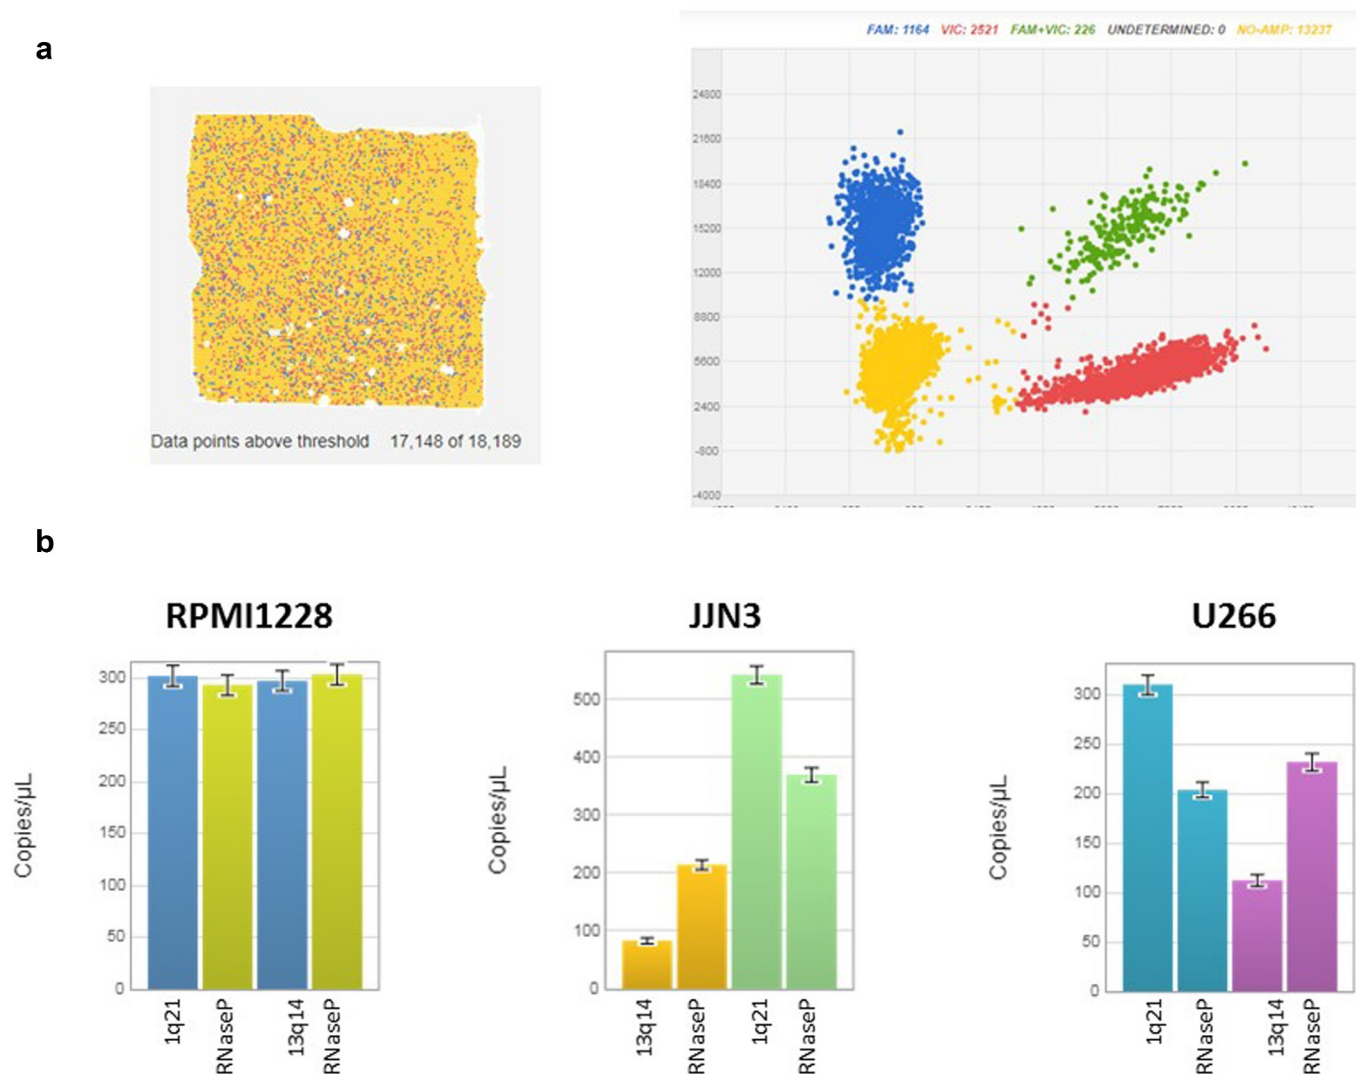 a
FAM: 1164 VIC: 2521 FAM+VIC: 226 UNDETERMINED: 0 NO-AMP: 13237
24800
21600
18400
15200
12000
8800
5600
2400
-800
-4000
Data points above threshold 17,148 of 18,189
b
RPMI1228
Copies/µL
300
250
200
150
100
50
0
1q21
RNaseP
13q14
RNaseP
JJN3
Copies/µL
500
400
300
200
100
0
13q14
RNaseP
1q21
RNaseP
U266
Copies/µL
300
250
200
150
100
50
0
1q21
RNaseP
13q14
RNaseP